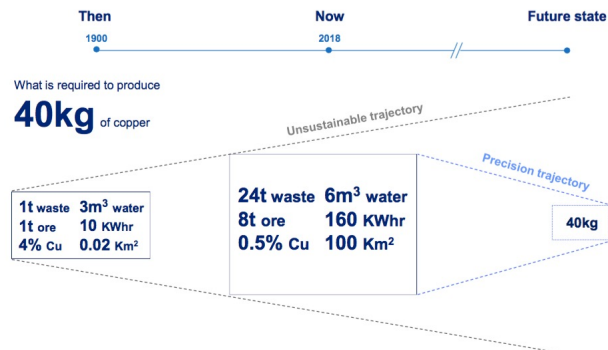 Then
Now
Future state
1900
2018
What is required to produce
40kg of copper
Unsustainable trajectory
Precision trajectory
1t waste 3m³ water
1t ore 10 KWhr
4% Cu 0.02 Km²
24t waste 6m³ water
8t ore 160 KWhr
0.5% Cu 100 Km²
40kg